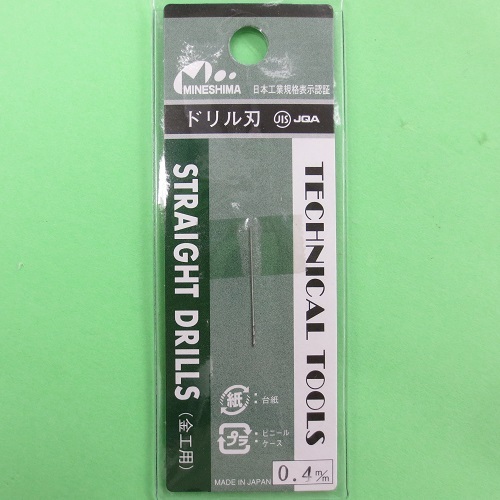 MINESHIMA
日本工業規格表示認証
ドリル刃 JIS JQA
STRAIGHT DRILLS (金工用)
TECHNICAL TOOLS
紙 : 台紙
プラ : ビニールケース
MADE IN JAPAN
0.4 m/m